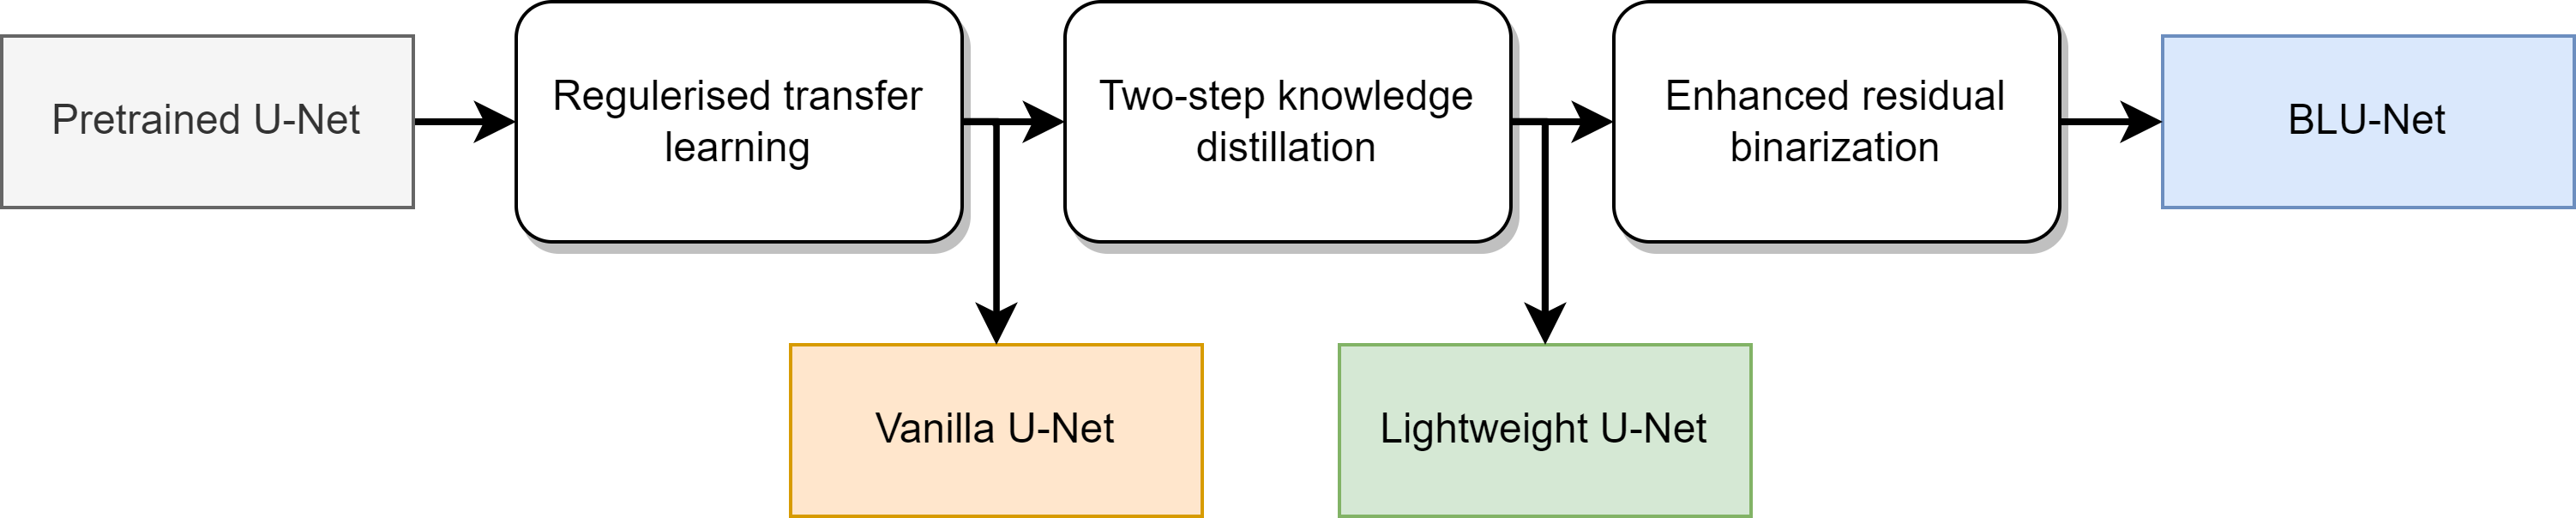 Pretrained U-Net
Regulerised transfer
learning
Two-step knowledge
distillation
Enhanced residual
binarization
BLU-Net
Vanilla U-Net
Lightweight U-Net